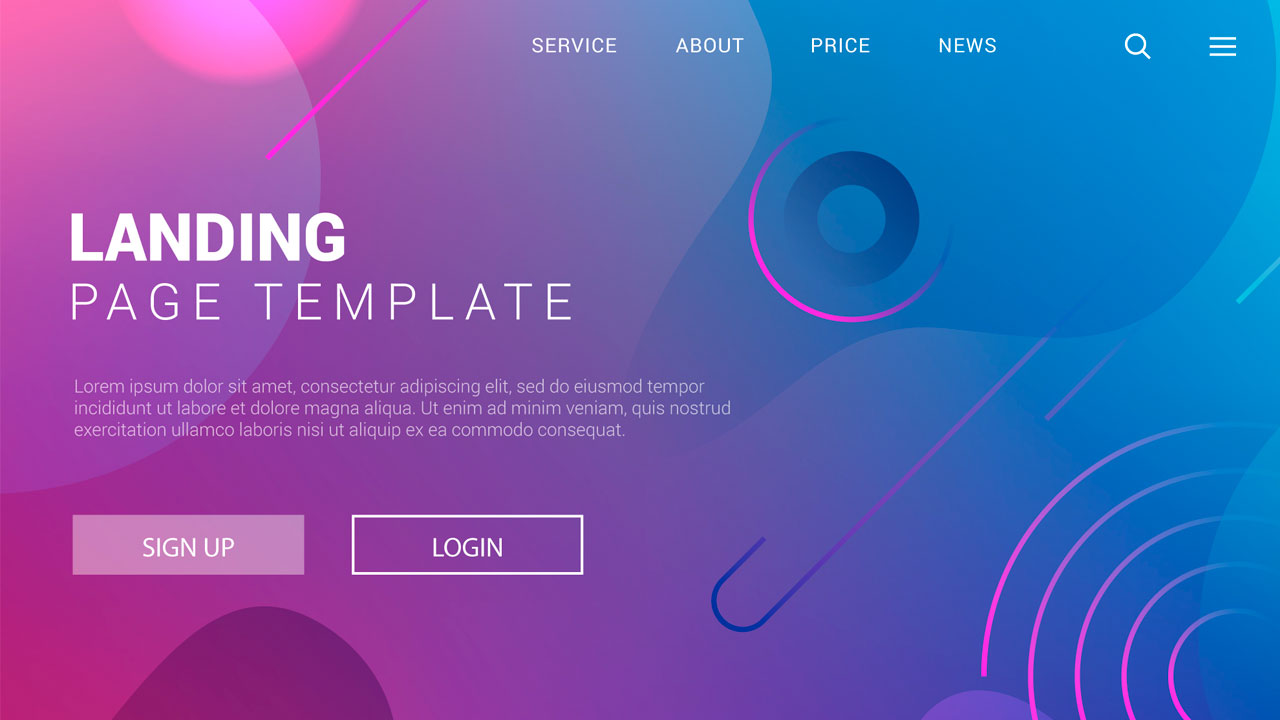 SERVICE ABOUT PRICE NEWS
LANDING
PAGE TEMPLATE
Lorem ipsum dolor sit amet, consectetur adipiscing elit, sed do eiusmod tempor
incididunt ut labore et dolore magna aliqua. Ut enim ad minim veniam, quis nostrud
exercitation ullamco laboris nisi ut aliquip ex ea commodo consequat.
SIGN UP LOGIN